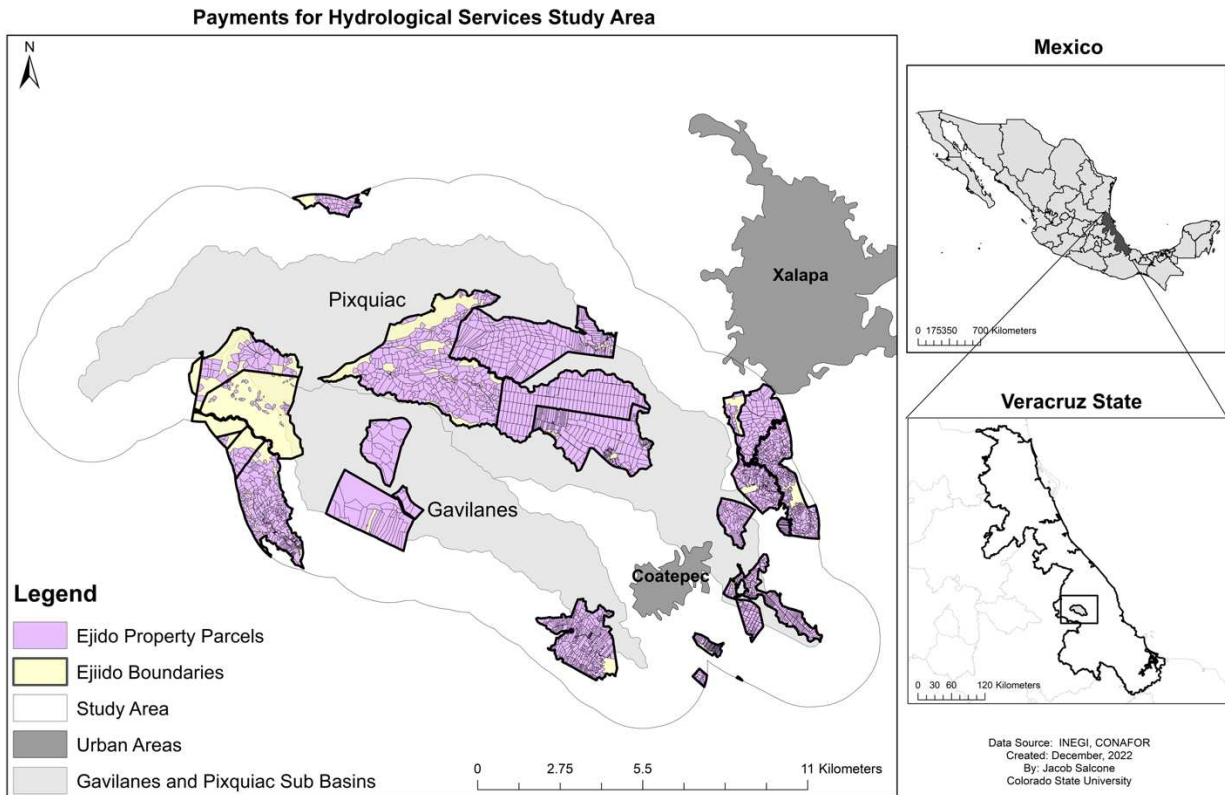 Payments for Hydrological Services Study Area
N
Xalapa
Pixquiac
Gavilanes
Coatepec
Legend
Ejido Property Parcels
Ejiido Boundaries
Study Area
Urban Areas
Gavilanes and Pixquiac Sub Basins
0 2.75 5.5 11 Kilometers
Mexico
0 175350 700 Kilometers
Veracruz State
0 30 60 120 Kilometers
Data Source: INEGI, CONAFOR
Created: December, 2022
By: Jacob Salcone
Colorado State University